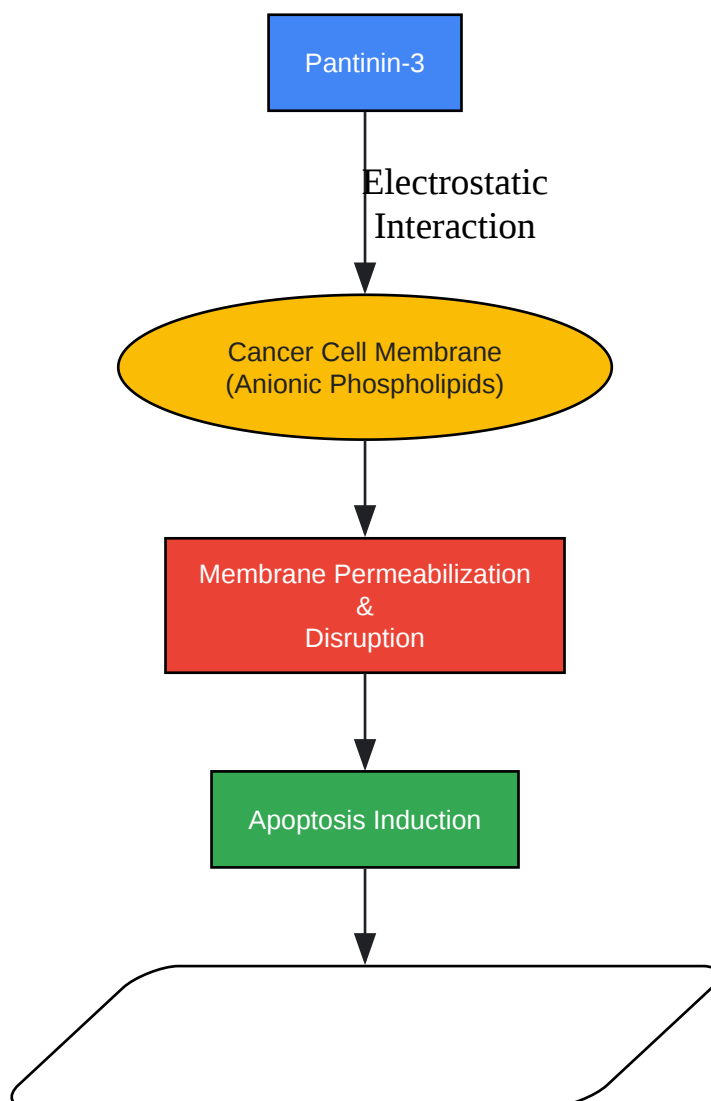 Pantinin-3
Electrostatic
Interaction
Cancer Cell Membrane
(Anionic Phospholipids)
Membrane Permeabilization
&
Disruption
Apoptosis Induction